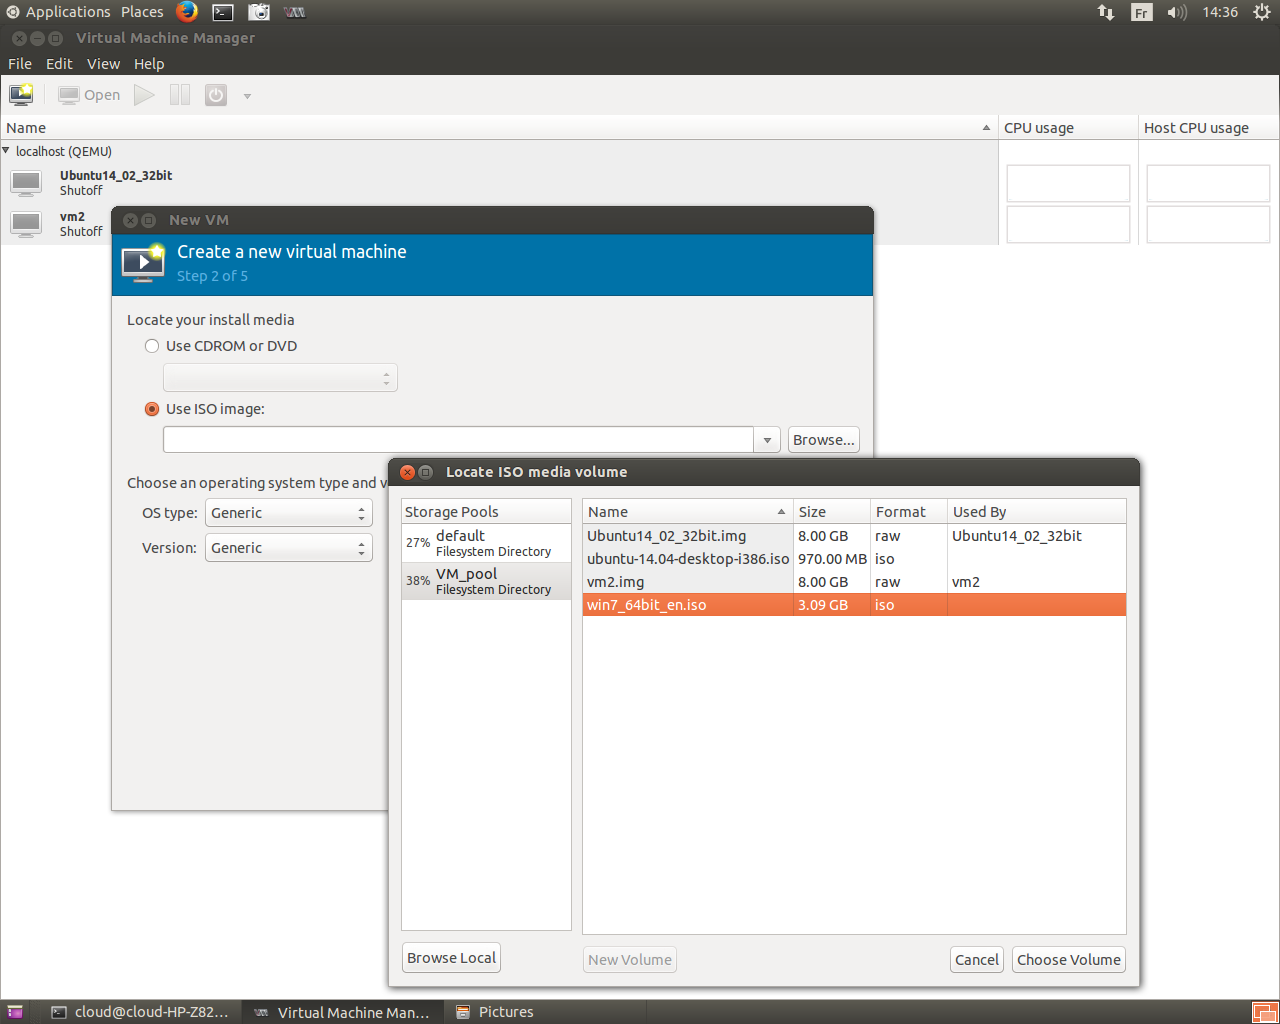 Applications Places Fr 14:36
Virtual Machine Manager
File Edit View Help
Open
Name CPU usage Host CPU usage
localhost (QEMU)
Ubuntu14_02_32bit
Shutoff
vm2
Shutoff
New VM
Create a new virtual machine
Step 2 of 5
Locate your install media
Use CDROM or DVD
Use ISO image:
Browse...
Choose an operating system type and v
OS type: Generic
Version: Generic
Locate ISO media volume
Storage Pools
27% default
Filesystem Directory
38% VM_pool
Filesystem Directory
Name Size Format Used By
Ubuntu14_02_32bit.img 8.00 GB raw Ubuntu14_02_32bit
ubuntu-14.04-desktop-i386.iso 970.00 MB iso
vm2.img 8.00 GB raw vm2
win7_64bit_en.iso 3.09 GB iso
Browse Local New Volume Cancel Choose Volume
cloud@cloud-HP-Z82... Virtual Machine Man... Pictures